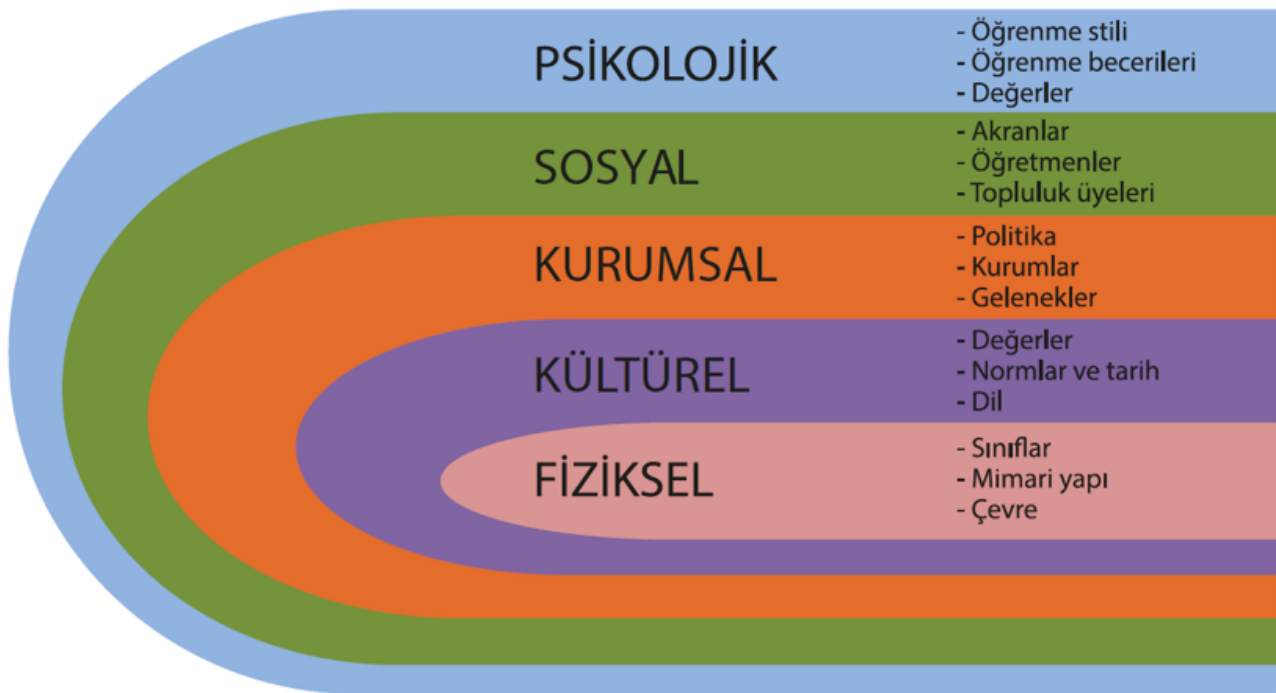 PSİKOLOJİK
- Öğrenme stili
- Öğrenme becerileri
- Değerler
SOSYAL
- Akranlar
- Öğretmenler
- Topluluk üyeleri
KURUMSAL
- Politika
- Kurumlar
- Gelenekler
KÜLTÜREL
- Değerler
- Normlar ve tarih
- Dil
FİZİKSEL
- Sınıflar
- Mimari yapı
- Çevre